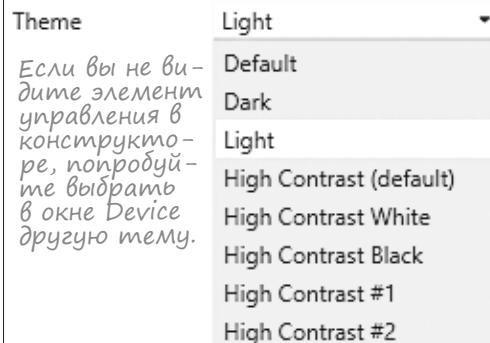 Theme
Light
Если вы не ви-
дите элемент
управления в
конструкто-
ре, попробуй-
те выбрать
в окне Device
другую тему.
Default
Dark
Light
High Contrast (default)
High Contrast White
High Contrast Black
High Contrast #1
High Contrast #2